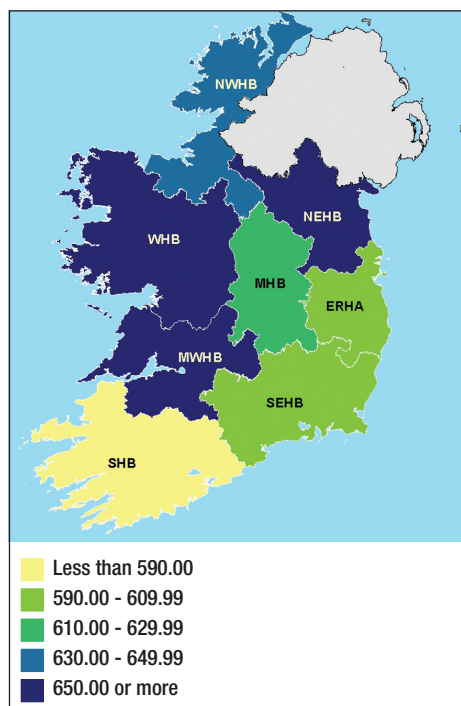 NWHB
NEHB
WHB
MHB
ERHA
MWHB
SEHB
SHB
Less than 590.00
590.00 - 609.99
610.00 - 629.99
630.00 - 649.99
650.00 or more